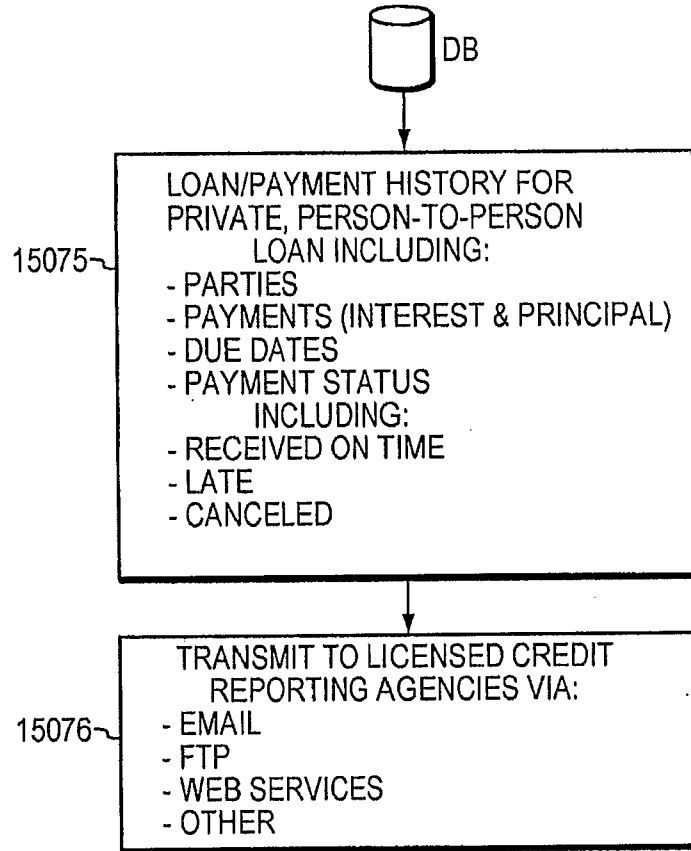 DB
LOAN/PAYMENT HISTORY FOR
PRIVATE, PERSON-TO-PERSON
LOAN INCLUDING:
- PARTIES
- PAYMENTS (INTEREST & PRINCIPAL)
- DUE DATES
- PAYMENT STATUS
INCLUDING:
- RECEIVED ON TIME
- LATE
- CANCELED
15075
TRANSMIT TO LICENSED CREDIT
REPORTING AGENCIES VIA:
- EMAIL
- FTP
- WEB SERVICES
- OTHER
15076